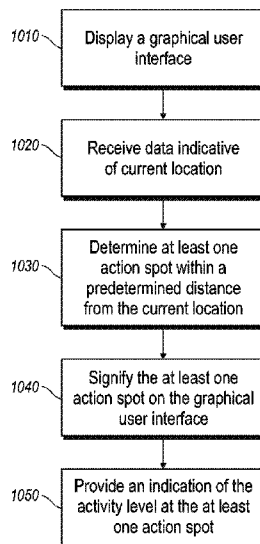 1010
Display a graphical user
interface
1020
Receive data indicative
of current location
1030
Determine at least one
action spot within a
predetermined distance
from the current location
1040
Signify the at least one
action spot on the graphical
user interface
1050
Provide an indication of the
activity level at the at least
one action spot